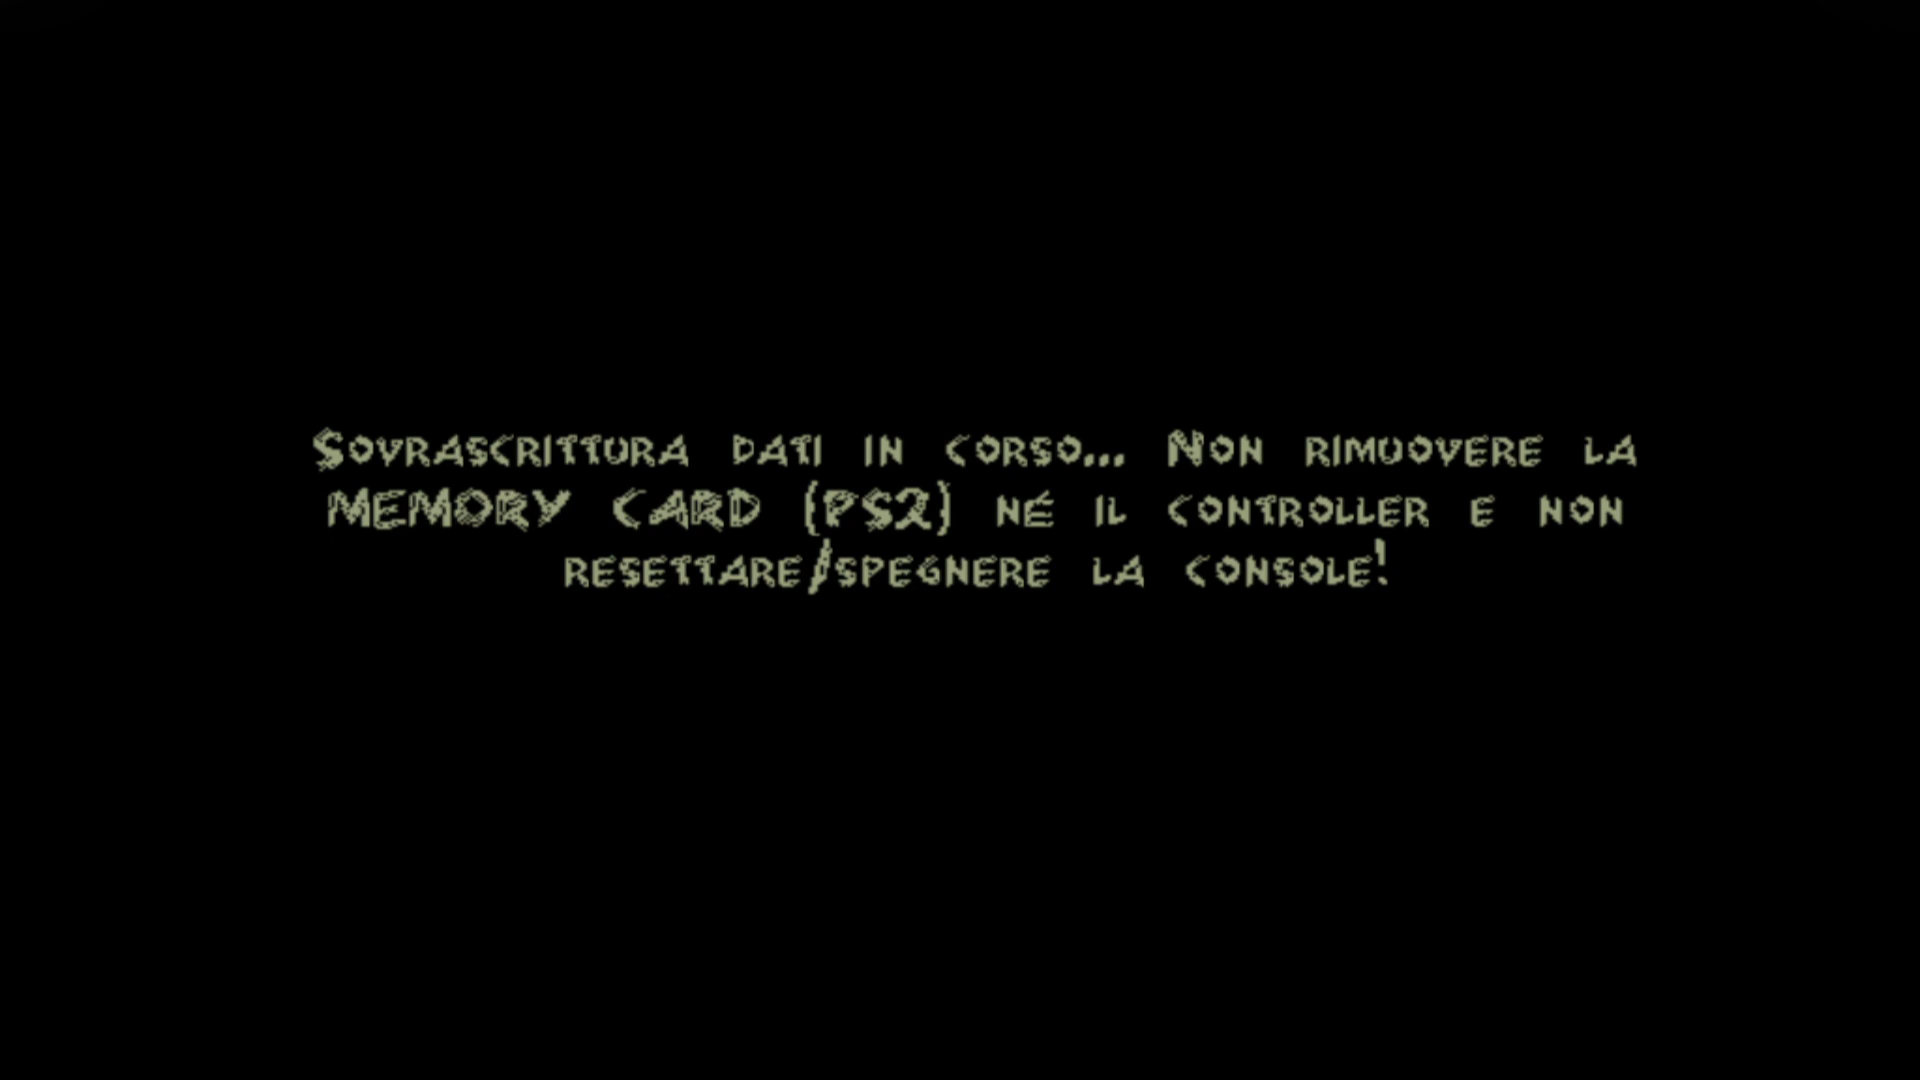 Sovrascrittura dati in corso... Non rimuovere la
MEMORY CARD (PS2) né il controller e non
resettare/spegnere la console!